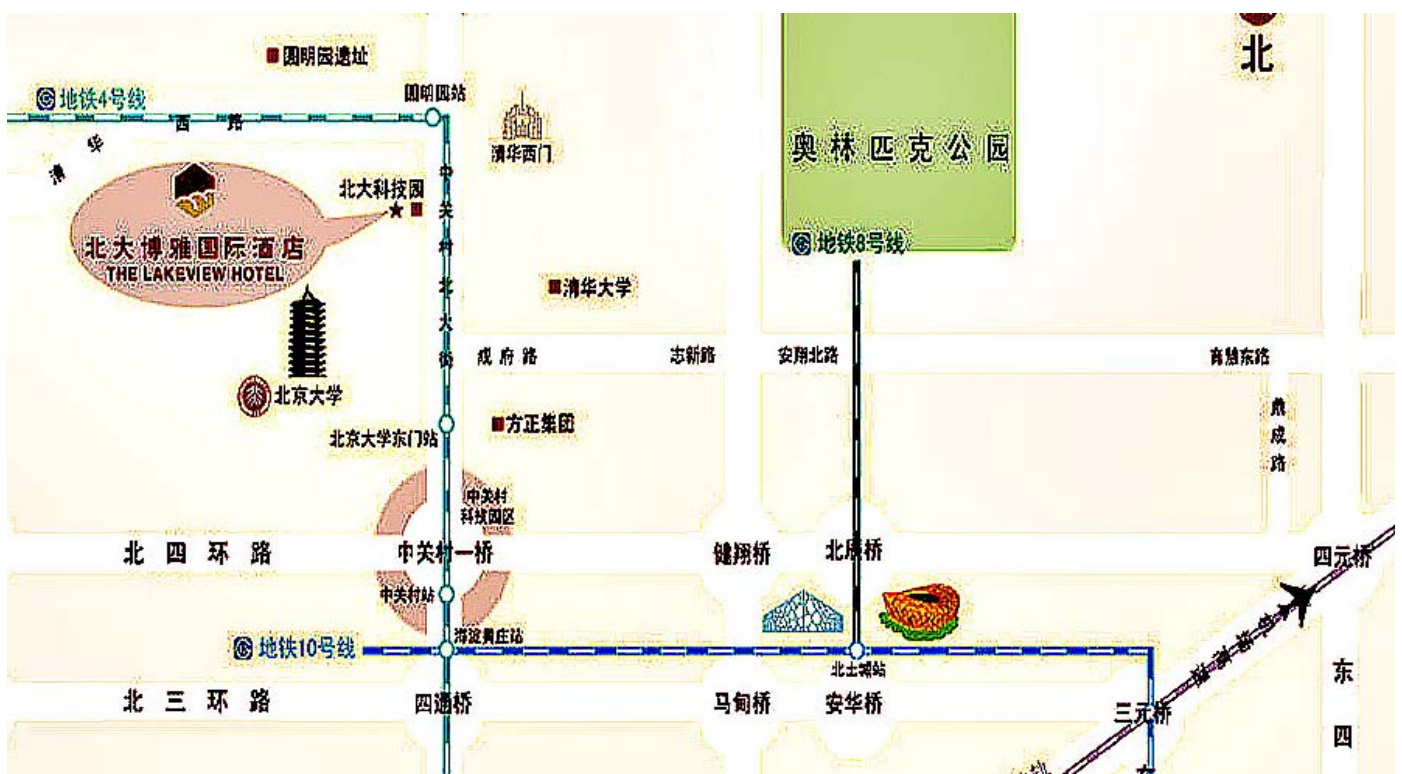 圆明园遗址
北
地铁4号线
圆明园站
清华西路
清华西门
奥林匹克公园
北大科技园
中关村北大街
北大博雅国际酒店
THE LAKEVIEW HOTEL
地铁8号线
清华大学
成府路
志新路
安翔北路
育慧东路
北京大学
方正集团
北京大学东门站
鼎成路
中关村
科技园区
北四环路
中关村一桥
健翔桥
北辰桥
四元桥
中关村站
海淀黄庄站
地铁10号线
北土城站
北三环路
四通桥
马甸桥
安华桥
三元桥
东四